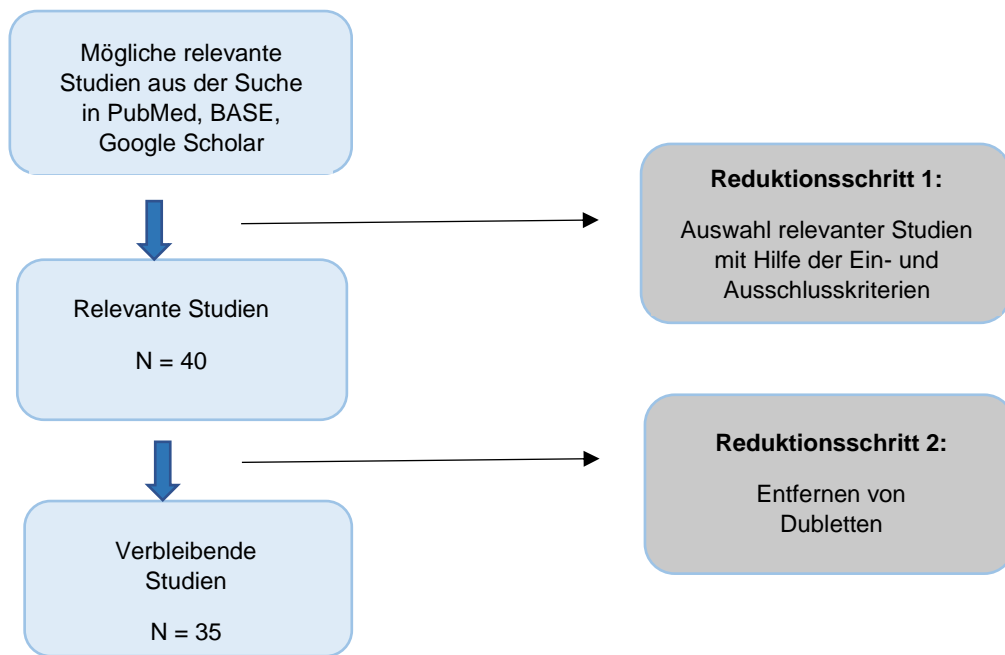 Mögliche relevante
Studien aus der Suche
in PubMed, BASE,
Google Scholar
Reduktionsschritt 1:
Auswahl relevanter Studien
mit Hilfe der Ein- und
Ausschlusskriterien
Relevante Studien
N = 40
Reduktionsschritt 2:
Entfernen von
Dubletten
Verbleibende
Studien
N = 35